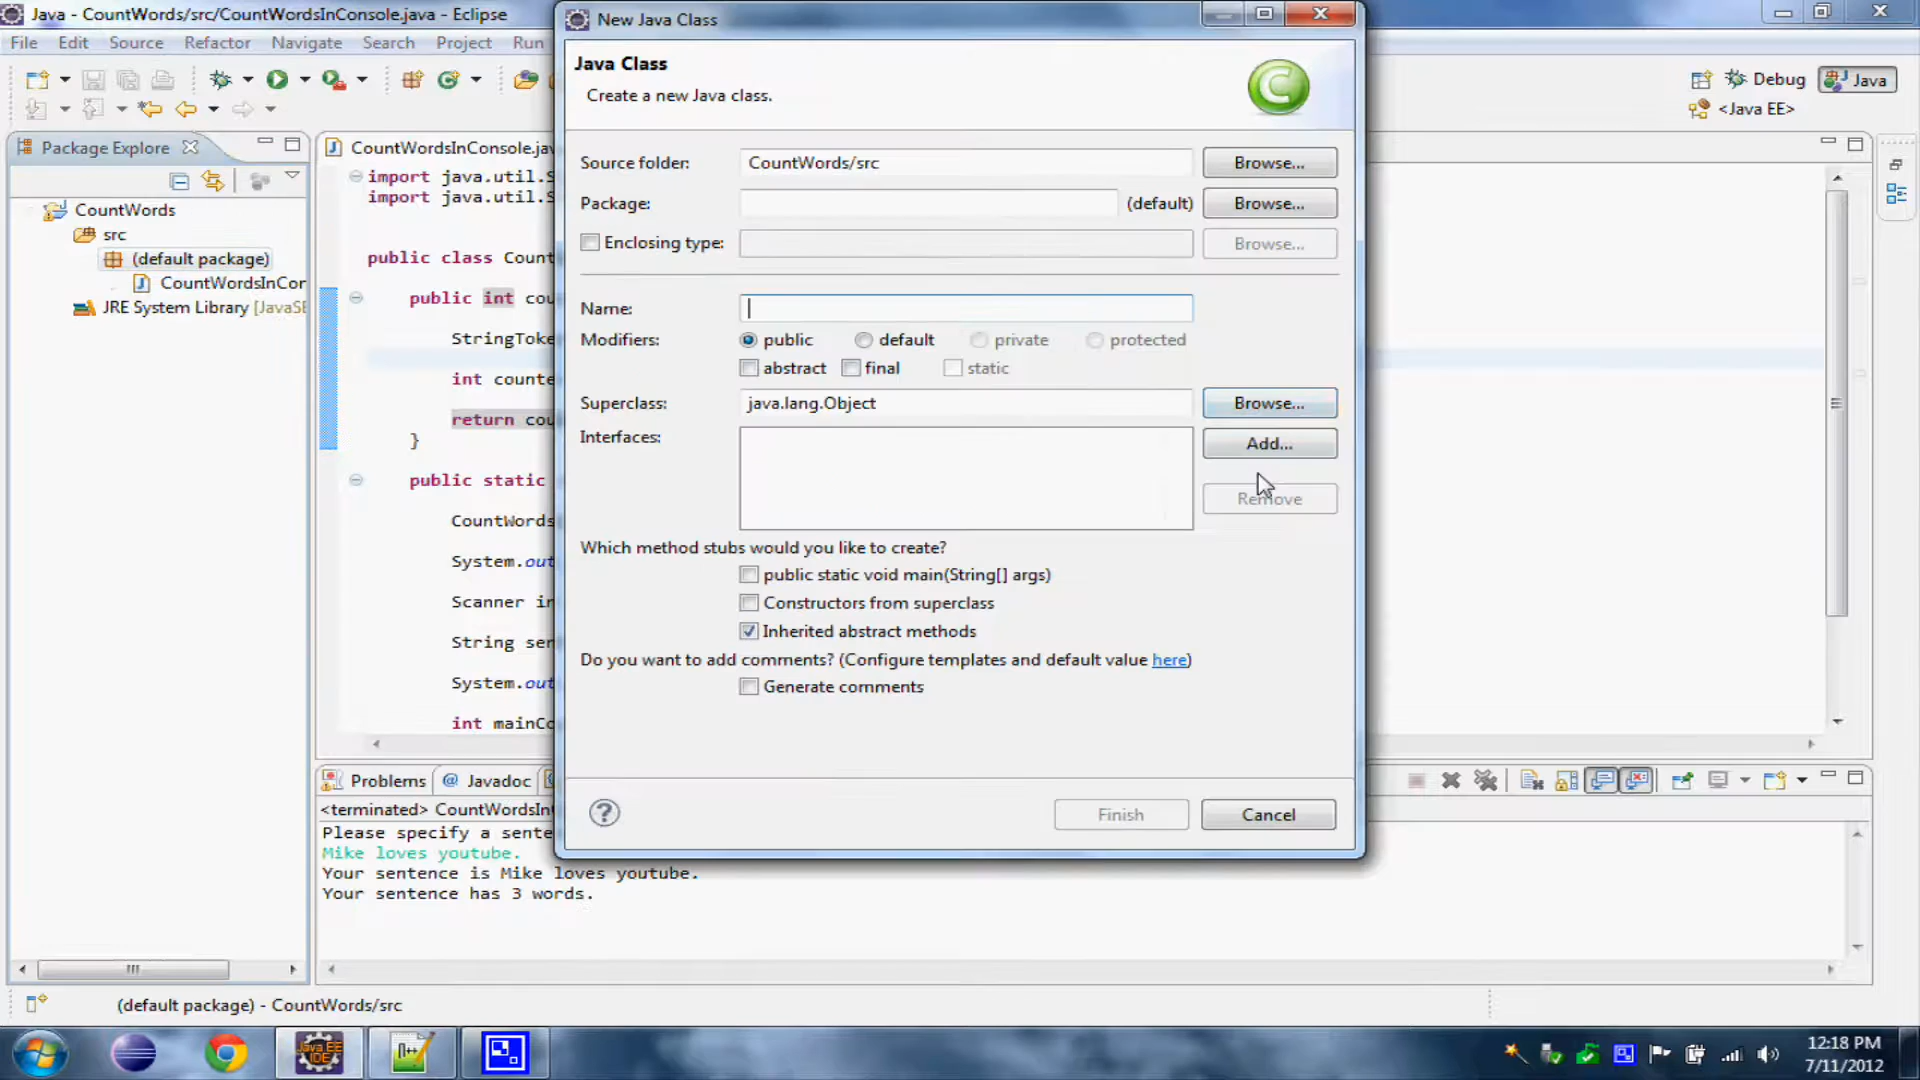 Java - CountWords/src/CountWordsInConsole.java - Eclipse
File Edit Source Refactor Navigate Search Project Run
Debug Java
<Java EE>
Package Explore
CountWords
src
(default package)
CountWordsInCor
JRE System Library [JavaSE
CountWordsInConsole.jav
import java.util.S
import java.util.S
public class Count
public int cou
StringToke
int counte
return cou
}
public static
CountWords
System.out
Scanner in
String sen
System.out
int mainCo
New Java Class
Java Class
Create a new Java class.
C
Source folder: CountWords/src Browse...
Package: (default) Browse...
Enclosing type: Browse...
Name:
Modifiers: public default private protected
abstract final static
Superclass: java.lang.Object Browse...
Interfaces: Add...
Remove
Which method stubs would you like to create?
public static void main(String[] args)
Constructors from superclass
Inherited abstract methods
Do you want to add comments? (Configure templates and default value here)
Generate comments
Finish Cancel
Problems @ Javadoc
<terminated> CountWordsIn
Please specify a sente
Mike loves youtube.
Your sentence is Mike loves youtube.
Your sentence has 3 words.
(default package) - CountWords/src
Java EE
IDE
12:18 PM
7/11/2012